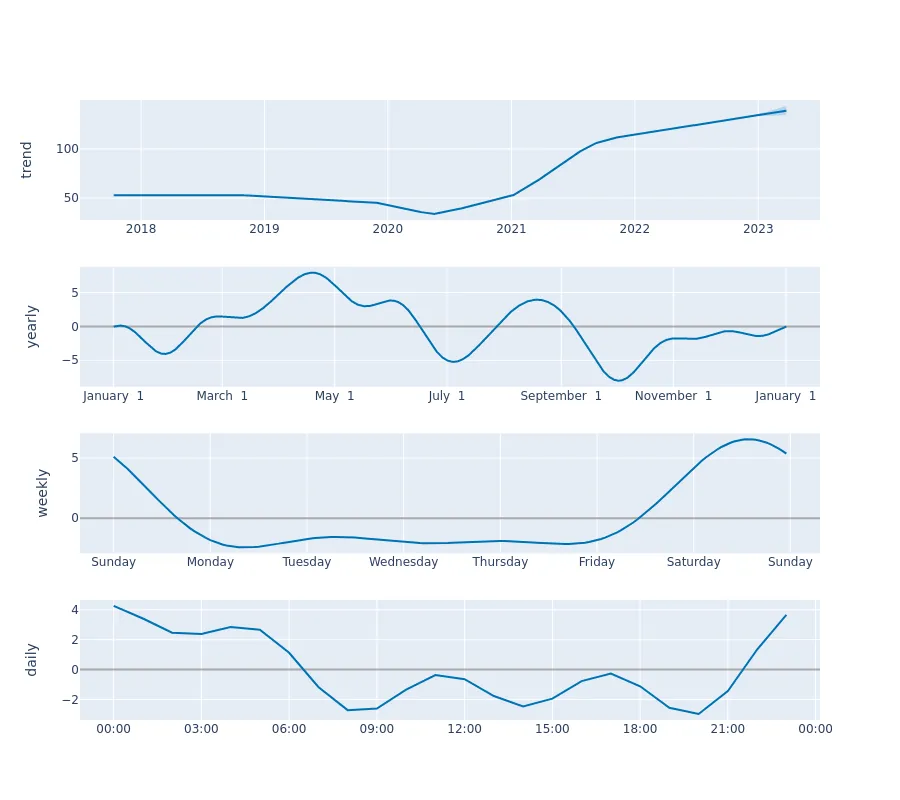 trend
100
50
2018 2019 2020 2021 2022 2023
yearly
5
0
−5
January 1 March 1 May 1 July 1 September 1 November 1 January 1
weekly
5
0
Sunday Monday Tuesday Wednesday Thursday Friday Saturday Sunday
daily
4
2
0
−2
00:00 03:00 06:00 09:00 12:00 15:00 18:00 21:00 00:00